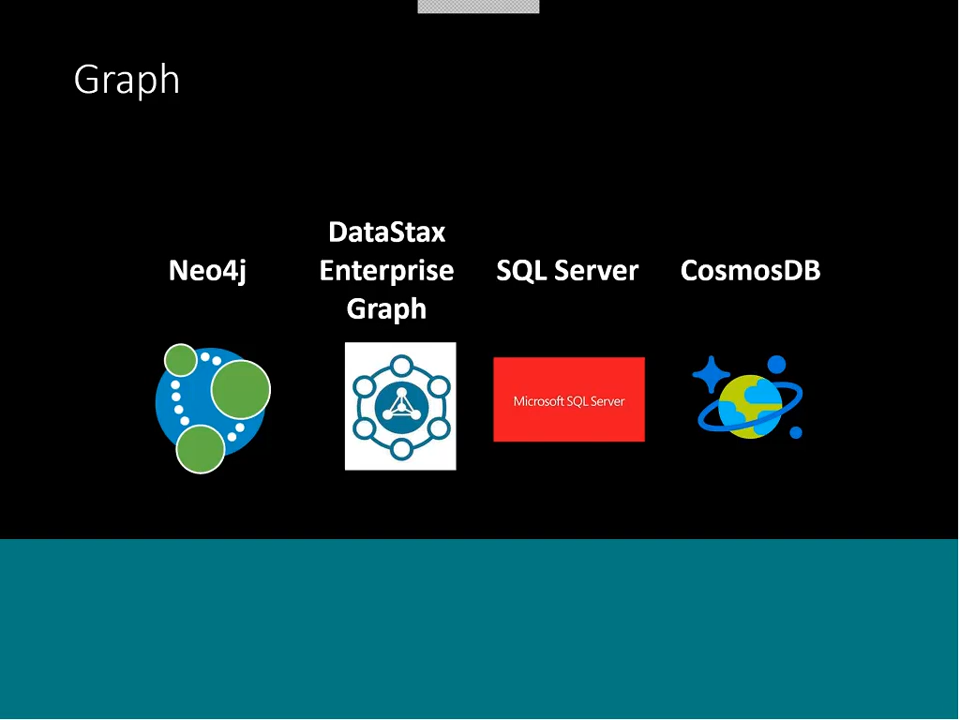 Graph
Neo4j
DataStax
Enterprise
Graph
SQL Server
CosmosDB
Microsoft SQL Server